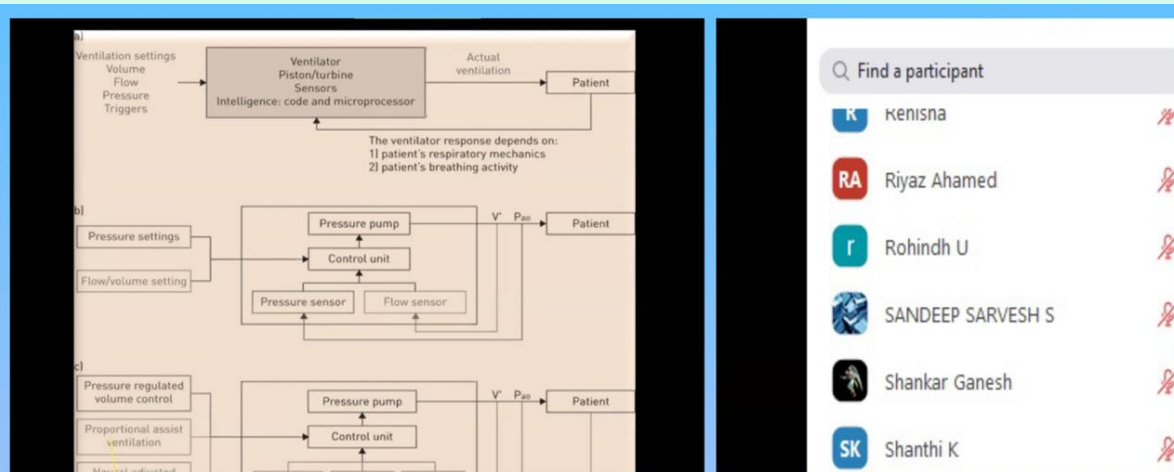 a)
Ventilation settings
Volume
Flow
Pressure
Triggers
Ventilator
Piston/turbine
Sensors
Intelligence: code and microprocessor
Actual
ventilation
Patient
The ventilator response depends on:
1) patient's respiratory mechanics
2) patient's breathing activity
b)
Pressure settings
Flow/volume setting
Pressure pump
Control unit
Pressure sensor
Flow sensor
V' Pao
Patient
c)
Pressure regulated
volume control
Proportional assist
ventilation
Neural adjusted
Pressure pump
Control unit
V' Pao
Patient
Find a participant
R Renisha
RA Riyaz Ahamed
r Rohindh U
SANDEEP SARVESH S
Shankar Ganesh
SK Shanthi K